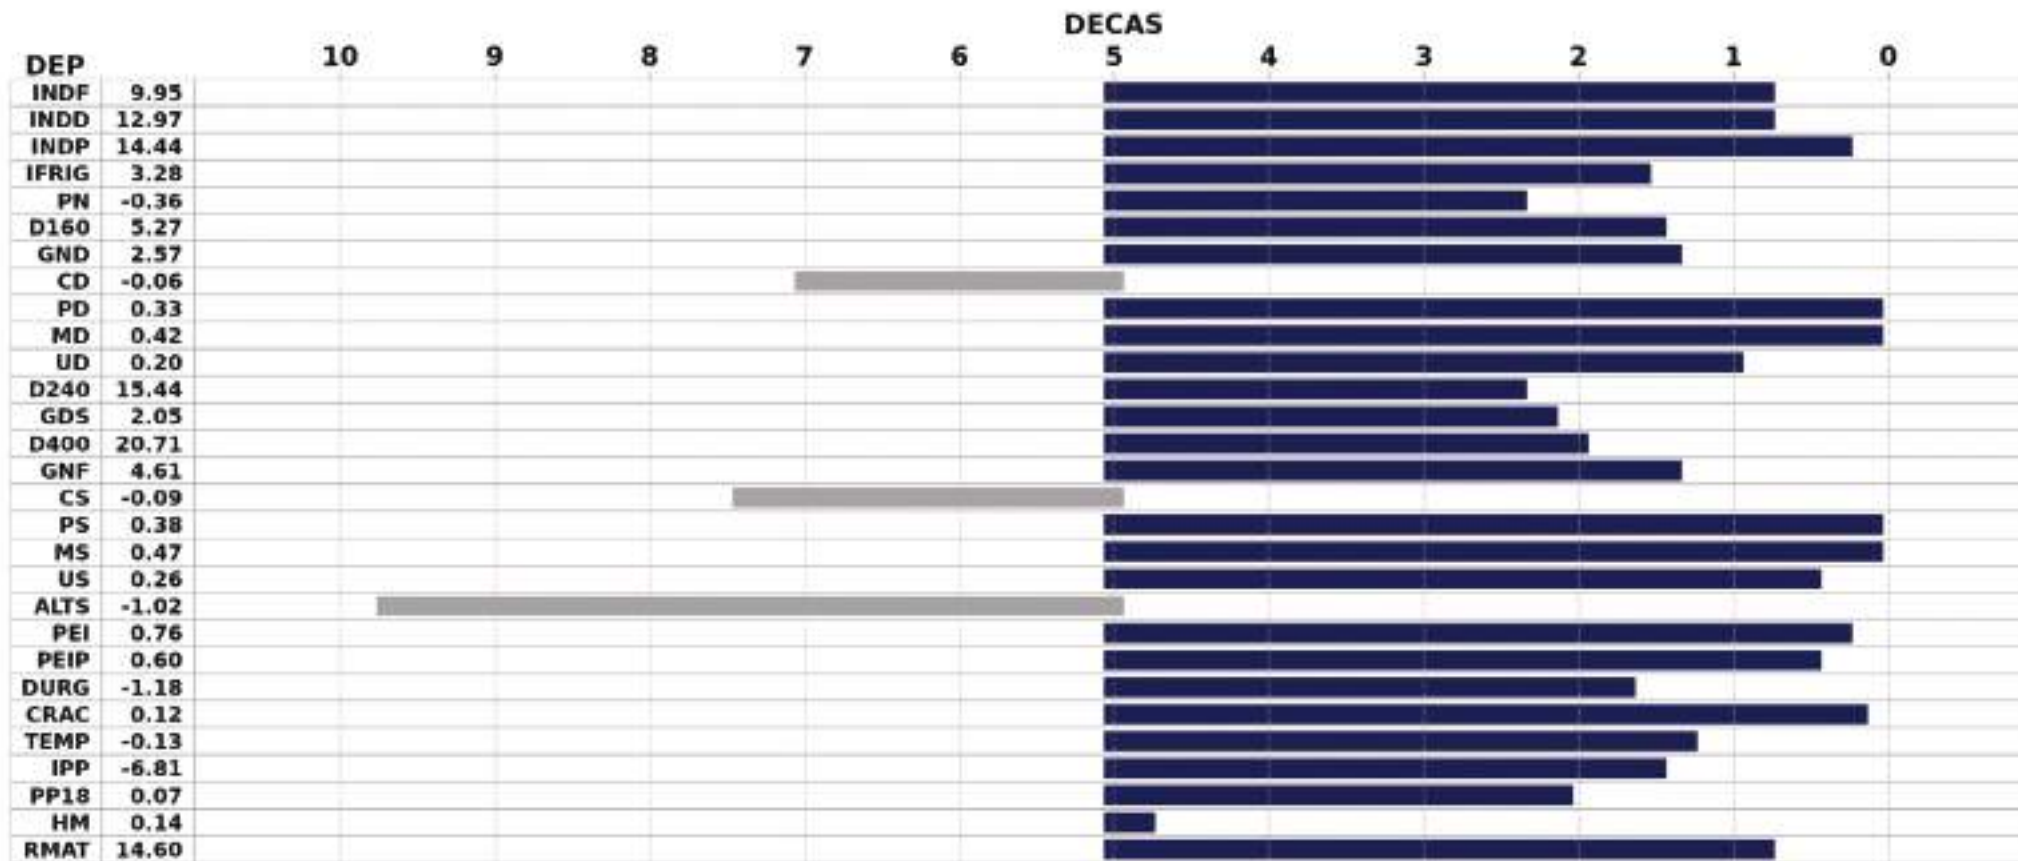 DECAS
DEP 10 9 8 7 6 5 4 3 2 1 0
INDF 9.95
INDD 12.97
INDP 14.44
IFRIG 3.28
PN -0.36
D160 5.27
GND 2.57
CD -0.06
PD 0.33
MD 0.42
UD 0.20
D240 15.44
GDS 2.05
D400 20.71
GNF 4.61
CS -0.09
PS 0.38
MS 0.47
US 0.26
ALTS -1.02
PEI 0.76
PEIP 0.60
DURG -1.18
CRAC 0.12
TEMP -0.13
IPP -6.81
PP18 0.07
HM 0.14
RMAT 14.60